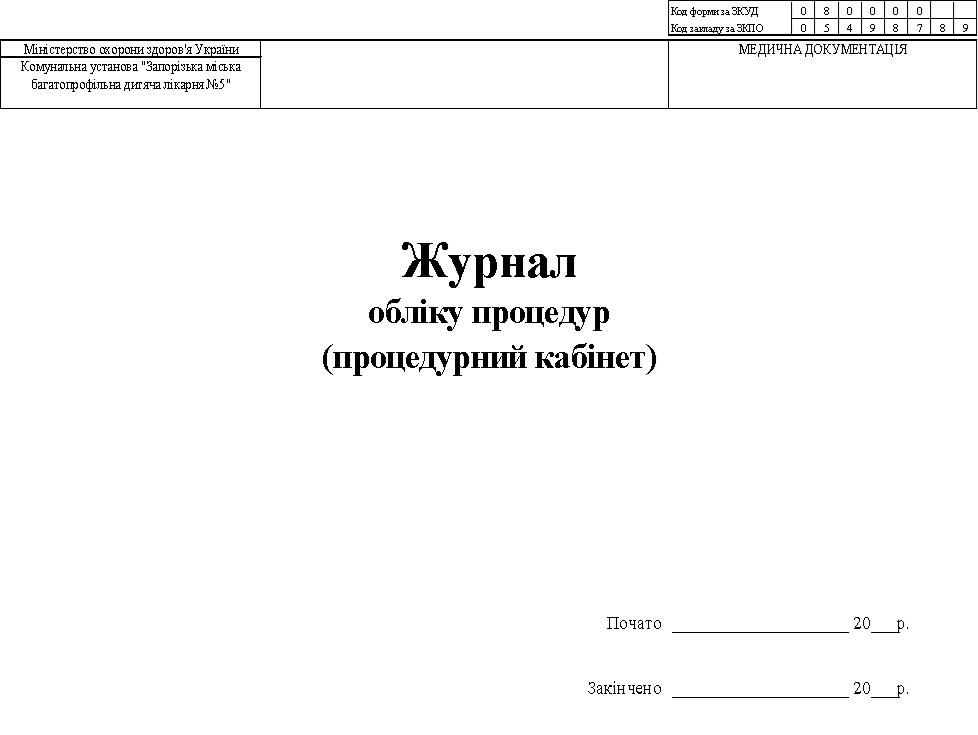 Код форми за ЗКУД 0 8 0 0 0 0
Код закладу за ЗКПО 0 5 4 9 8 7 8 9
Міністерство охорони здоров'я України
МЕДИЧНА ДОКУМЕНТАЦІЯ
Комунальна установа "Запорізька міська
багатопрофільна дитяча лікарня №5"
Журнал
обліку процедур
(процедурний кабінет)
Почато ____________________ 20___р.
Закінчено ____________________ 20___р.